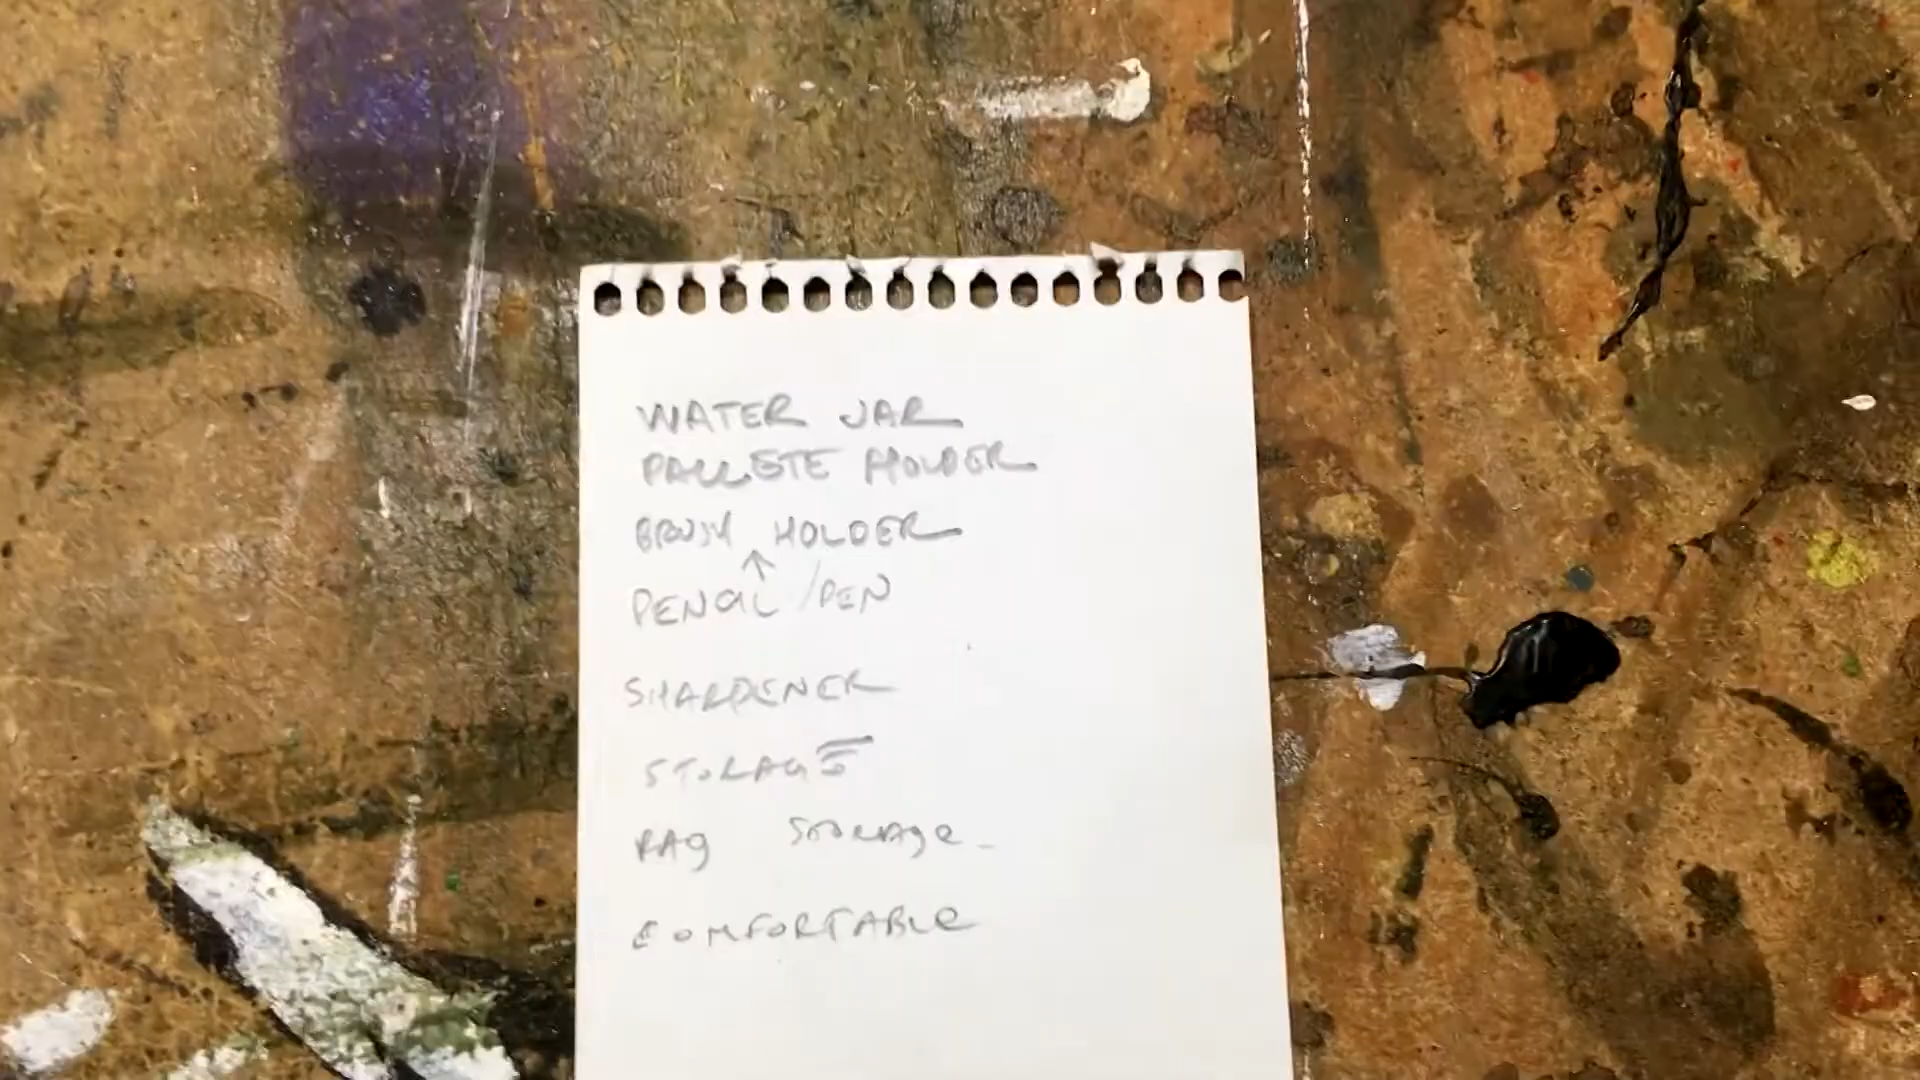 WATER JAR
PALLETE HOLDER
BRUSH HOLDER
↑
PENCIL / PEN
SHARPENER
STORAGE
RAG STORAGE
COMFORTABLE